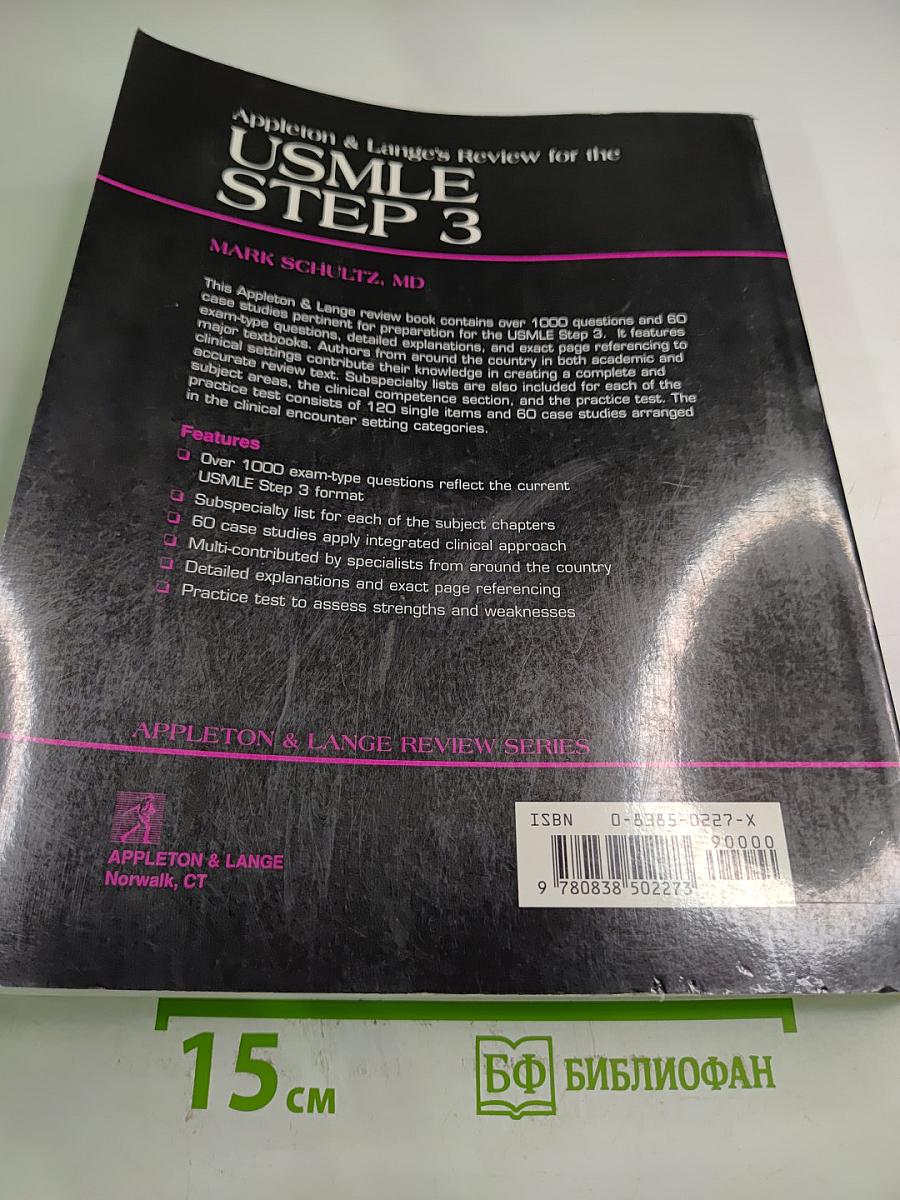 Appleton & Lange's Review for the
USMLE
STEP 3
MARK SCHULTZ, MD
This Appleton & Lange review book contains over 1000 questions and 60
case studies pertinent for preparation for the USMLE Step 3. It features
exam-type questions, detailed explanations, and exact page referencing to
major textbooks. Authors from around the country in both academic and
clinical settings contribute their knowledge in creating a complete and
accurate review text. Subspecialty lists are also included for each of the
subject areas, the clinical competence section, and the practice test. The
practice test consists of 120 single items and 60 case studies arranged
in the clinical encounter setting categories.
Features
❑ Over 1000 exam-type questions reflect the current
USMLE Step 3 format
❑ Subspecialty list for each of the subject chapters
❑ 60 case studies apply integrated clinical approach
❑ Multi-contributed by specialists from around the country
❑ Detailed explanations and exact page referencing
❑ Practice test to assess strengths and weaknesses
APPLETON & LANGE REVIEW SERIES
APPLETON & LANGE
Norwalk, CT
ISBN 0-8385-0227-X
90000
9 780838 502273
15 см
БФ БИБЛИОФАН